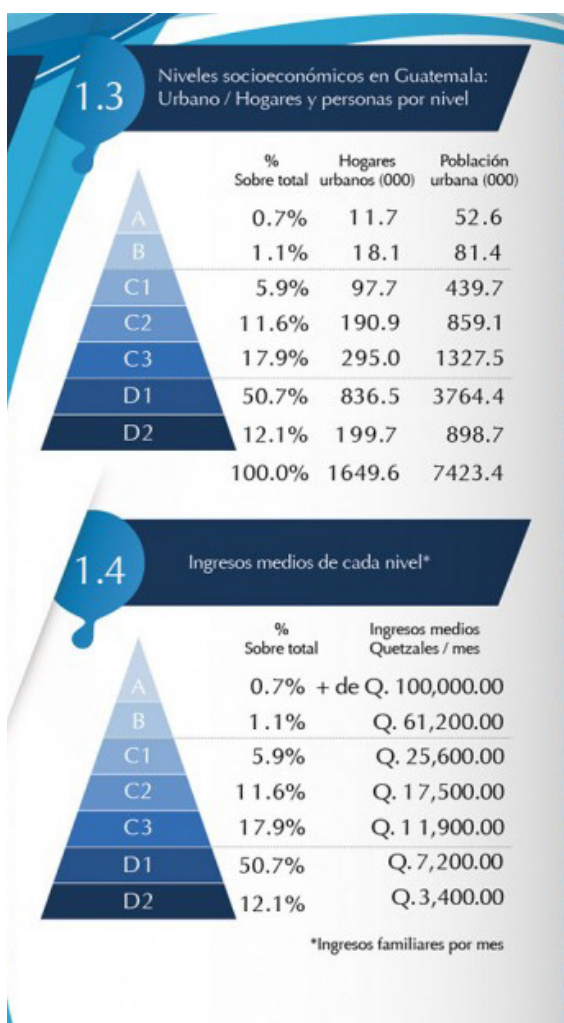 1.3
Niveles socioeconómicos en Guatemala:
Urbano / Hogares y personas por nivel
% Hogares Población
Sobre total urbanos (000) urbana (000)
A 0.7% 11.7 52.6
B 1.1% 18.1 81.4
C1 5.9% 97.7 439.7
C2 11.6% 190.9 859.1
C3 17.9% 295.0 1327.5
D1 50.7% 836.5 3764.4
D2 12.1% 199.7 898.7
100.0% 1649.6 7423.4
1.4
Ingresos medios de cada nivel*
% Ingresos medios
Sobre total Quetzales / mes
A 0.7% + de Q. 100,000.00
B 1.1% Q. 61,200.00
C1 5.9% Q. 25,600.00
C2 11.6% Q. 17,500.00
C3 17.9% Q. 11,900.00
D1 50.7% Q. 7,200.00
D2 12.1% Q.3,400.00
*Ingresos familiares por mes